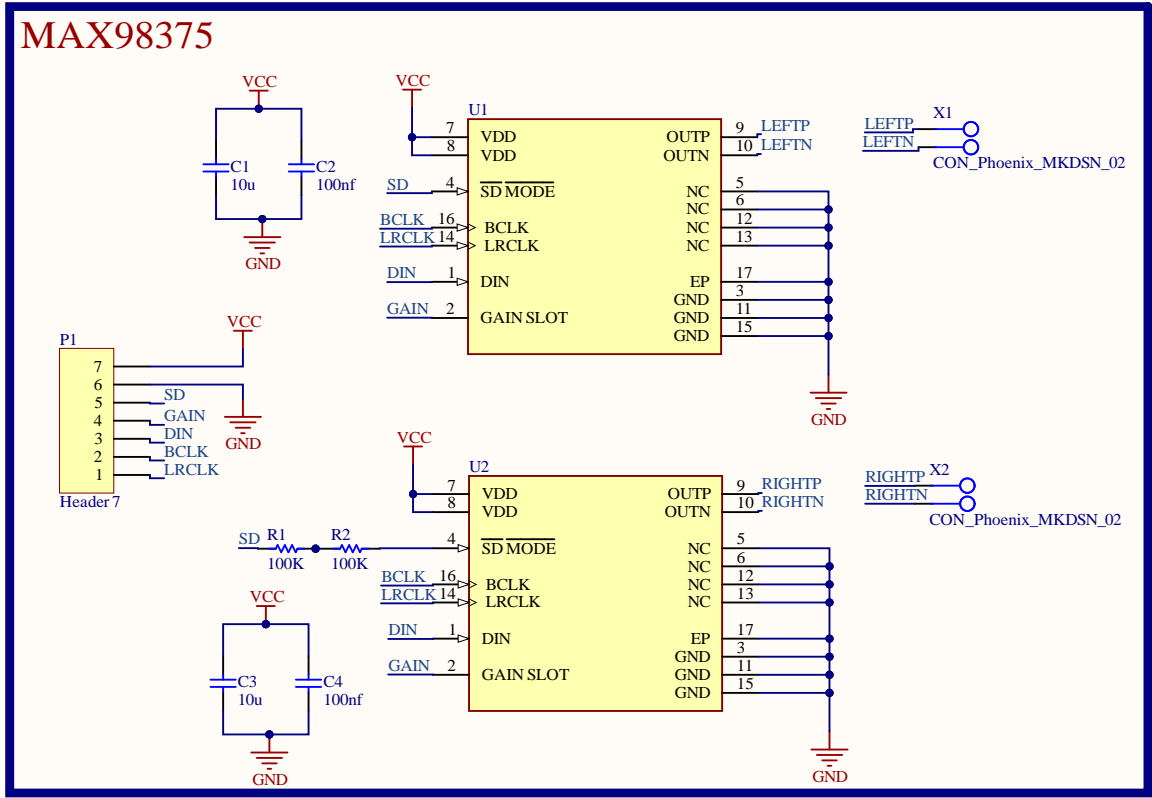 MAX98375
VCC
C1
10u
C2
100nf
GND
VCC
U1
7 VDD
8 VDD
SD 4 SD MODE
BCLK 16 BCLK
LRCLK 14 LRCLK
DIN 1 DIN
GAIN 2 GAIN SLOT
OUTP 9 LEFTP
OUTN 10 LEFTN
NC 5
NC 6
NC 12
NC 13
EP 17
GND 3
GND 11
GND 15
GND
X1
LEFTP
LEFTN
CON_Phoenix_MKDSN_02
P1
VCC
7
6
5 SD
4 GAIN
3 DIN
2 BCLK
1 LRCLK
GND
Header 7
VCC
U2
7 VDD
8 VDD
SD R1 R2 4 SD MODE
100K 100K
BCLK 16 BCLK
LRCLK 14 LRCLK
DIN 1 DIN
GAIN 2 GAIN SLOT
OUTP 9 RIGHTP
OUTN 10 RIGHTN
NC 5
NC 6
NC 12
NC 13
EP 17
GND 3
GND 11
GND 15
GND
RIGHTP X2
RIGHTN
CON_Phoenix_MKDSN_02
VCC
C3
10u
C4
100nf
GND